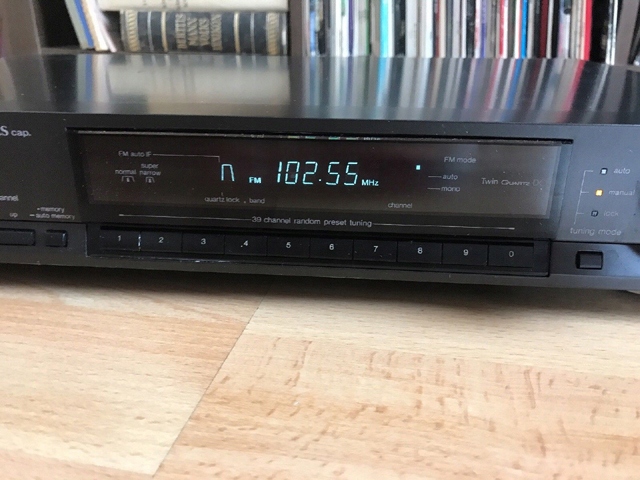 S cap.
FM auto IF
super
normal narrow
FM 102.55 MHz
FM mode
auto
mono
quartz lock
band
channel
39 channel random preset tuning
memory
auto memory
up
1 2 3 4 5 6 7 8 9 0
auto
manual
tuning mode